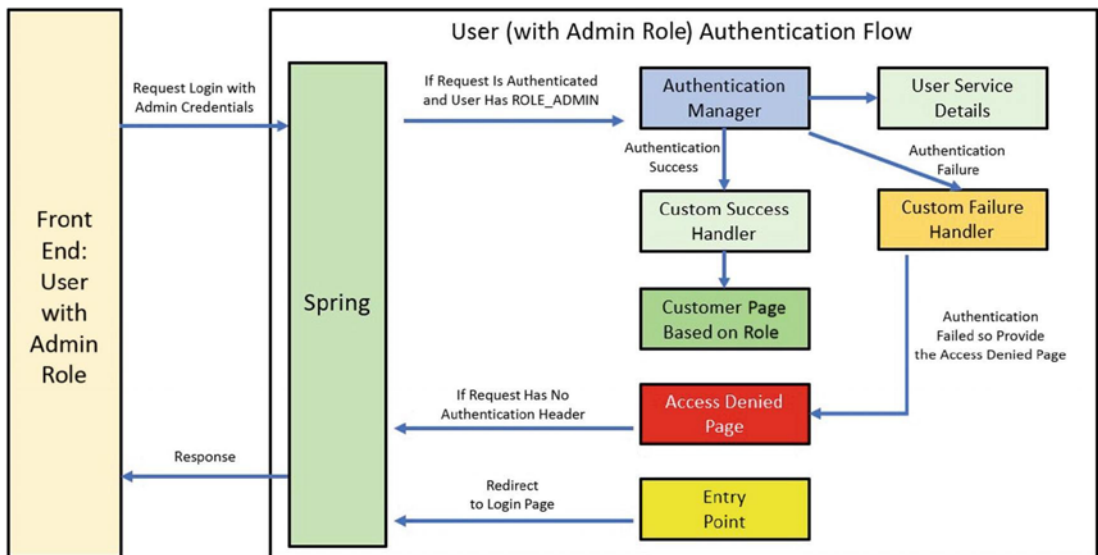 User (with Admin Role) Authentication Flow
Request Login with
Admin Credentials
If Request Is Authenticated
and User Has ROLE_ADMIN
Authentication
Manager
User Service
Details
Authentication
Success
Authentication
Failure
Front
End:
User
with
Admin
Role
Spring
Custom Success
Handler
Custom Failure
Handler
Customer Page
Based on Role
Authentication
Failed so Provide
the Access Denied Page
If Request Has No
Authentication Header
Access Denied
Page
Response
Redirect
to Login Page
Entry
Point